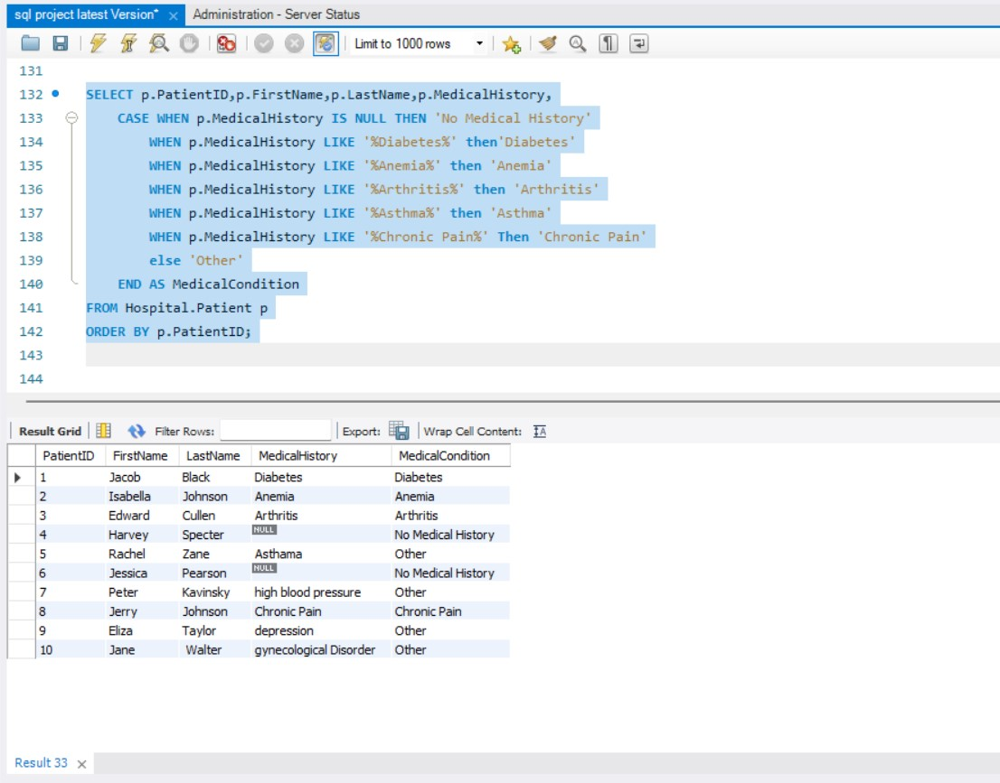 sql project latest Version* × Administration - Server Status
Limit to 1000 rows
131
132 SELECT p.PatientID,p.FirstName,p.LastName,p.MedicalHistory,
133 CASE WHEN p.MedicalHistory IS NULL THEN 'No Medical History'
134 WHEN p.MedicalHistory LIKE '%Diabetes%' then'Diabetes'
135 WHEN p.MedicalHistory LIKE '%Anemia%' then 'Anemia'
136 WHEN p.MedicalHistory LIKE '%Arthritis%' then 'Arthritis'
137 WHEN p.MedicalHistory LIKE '%Asthma%' then 'Asthma'
138 WHEN p.MedicalHistory LIKE '%Chronic Pain%' Then 'Chronic Pain'
139 else 'Other'
140 END AS MedicalCondition
141 FROM Hospital.Patient p
142 ORDER BY p.PatientID;
143
144
Result Grid Filter Rows: Export: Wrap Cell Content: IA
PatientID FirstName LastName MedicalHistory MedicalCondition
1 Jacob Black Diabetes Diabetes
2 Isabella Johnson Anemia Anemia
3 Edward Cullen Arthritis Arthritis
4 Harvey Specter NULL No Medical History
5 Rachel Zane Asthama Other
6 Jessica Pearson NULL No Medical History
7 Peter Kavinsky high blood pressure Other
8 Jerry Johnson Chronic Pain Chronic Pain
9 Eliza Taylor depression Other
10 Jane Walter gynecological Disorder Other
Result 33 ×